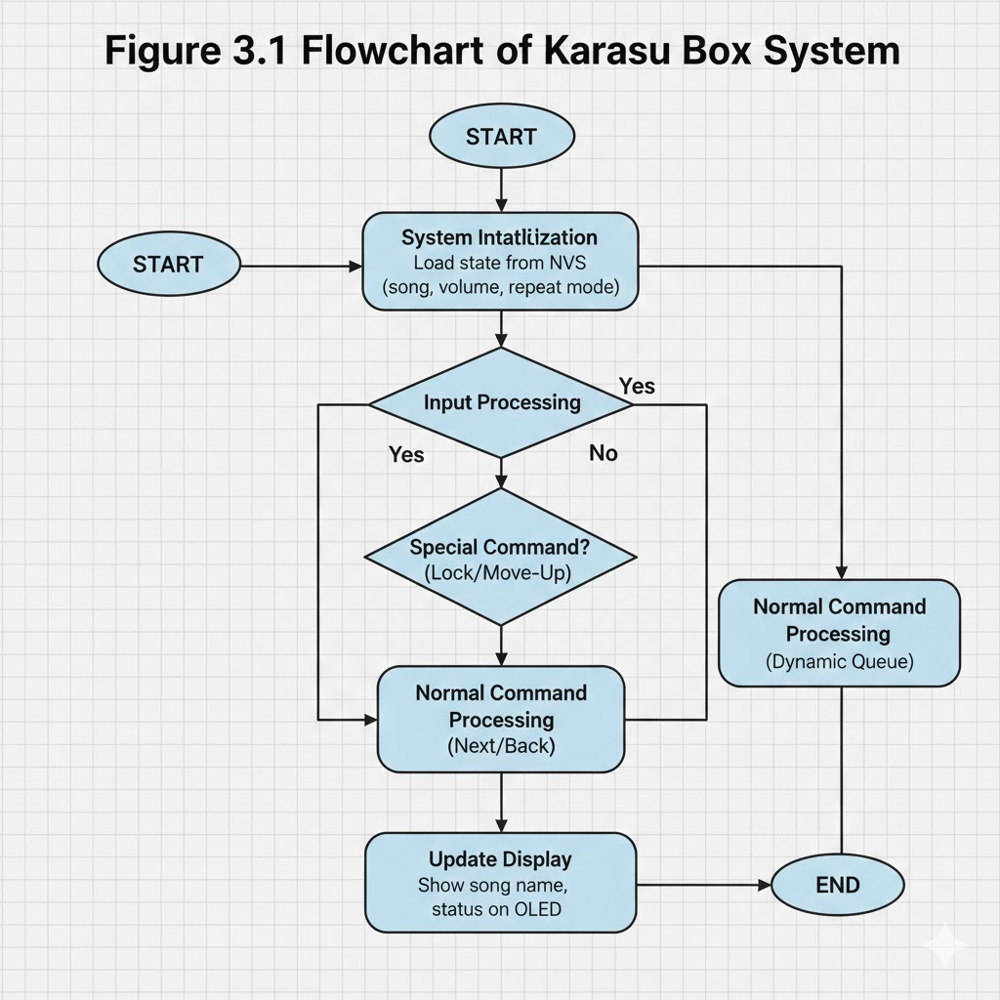 Figure 3.1 Flowchart of Karasu Box System
START
START
System Intatlization
Load state from NVS
(song, volume, repeat mode)
Input Processing
Yes
Yes
No
Special Command?
(Lock/Move-Up)
Normal Command
Processing
(Dynamic Queue)
Normal Command
Processing
(Next/Back)
Update Display
Show song name,
status on OLED
END